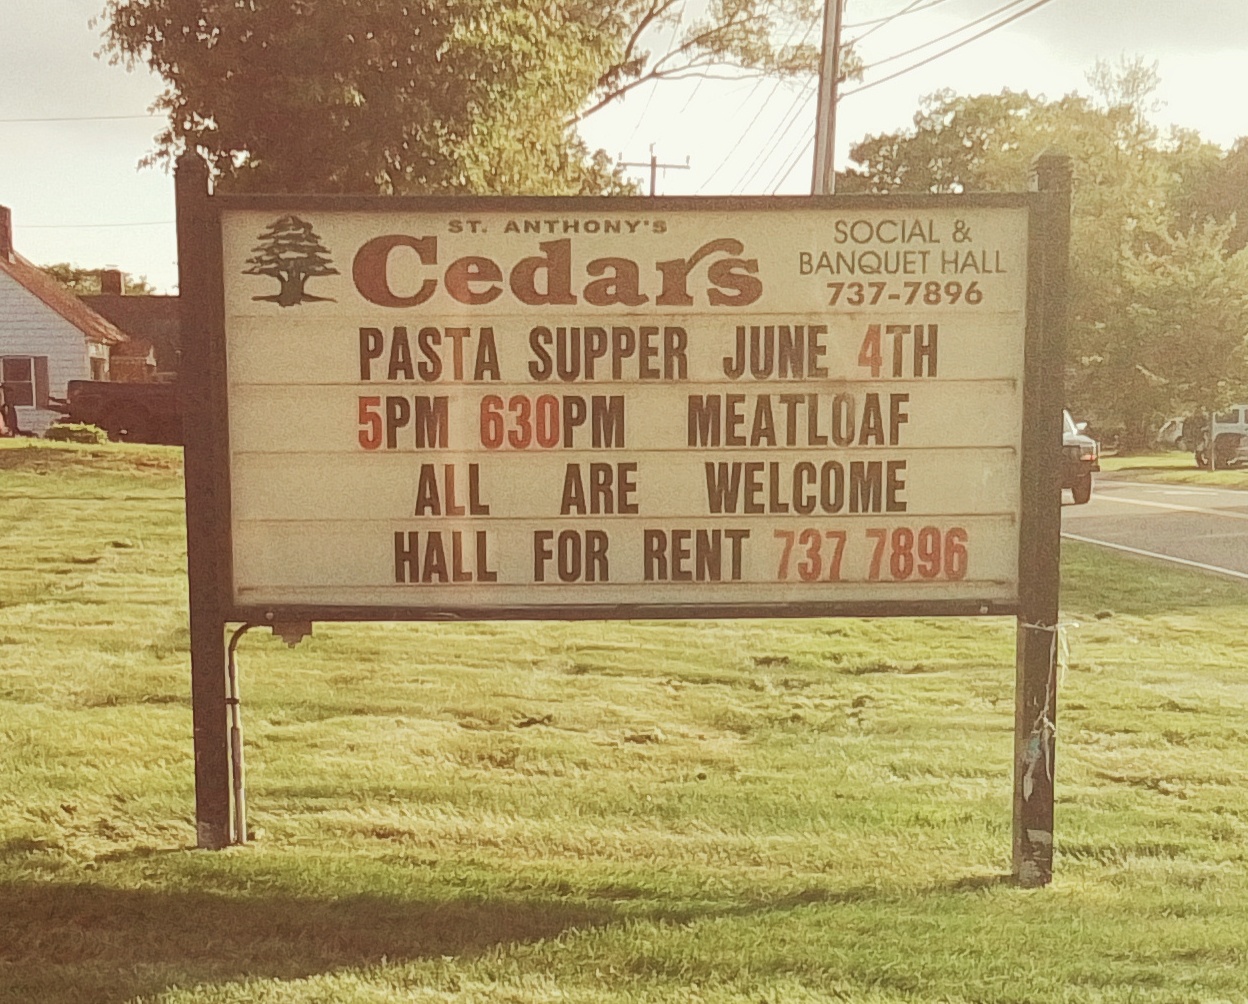 ST. ANTHONY'S
Cedars
SOCIAL &
BANQUET HALL
737-7896
PASTA SUPPER JUNE 4TH
5PM 630PM MEATLOAF
ALL ARE WELCOME
HALL FOR RENT 737 7896